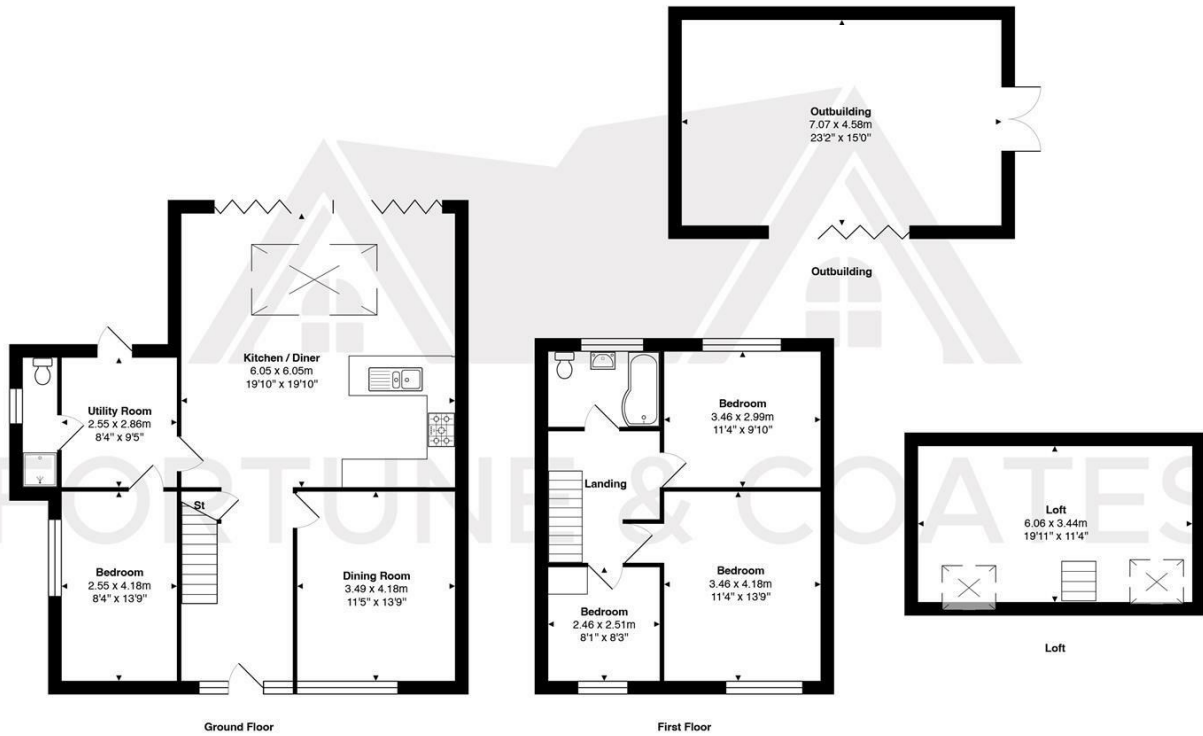 Outbuilding
7.07 x 4.58m
23'2" x 15'0"
Outbuilding
Kitchen / Diner
6.05 x 6.05m
19'10" x 19'10"
Utility Room
2.55 x 2.86m
8'4" x 9'5"
St
Bedroom
2.55 x 4.18m
8'4" x 13'9"
Dining Room
3.49 x 4.18m
11'5" x 13'9"
Ground Floor
Bedroom
3.46 x 2.99m
11'4" x 9'10"
Landing
Bedroom
3.46 x 4.18m
11'4" x 13'9"
Bedroom
2.46 x 2.51m
8'1" x 8'3"
First Floor
Loft
6.06 x 3.44m
19'11" x 11'4"
Loft
FORTUNE & COATES